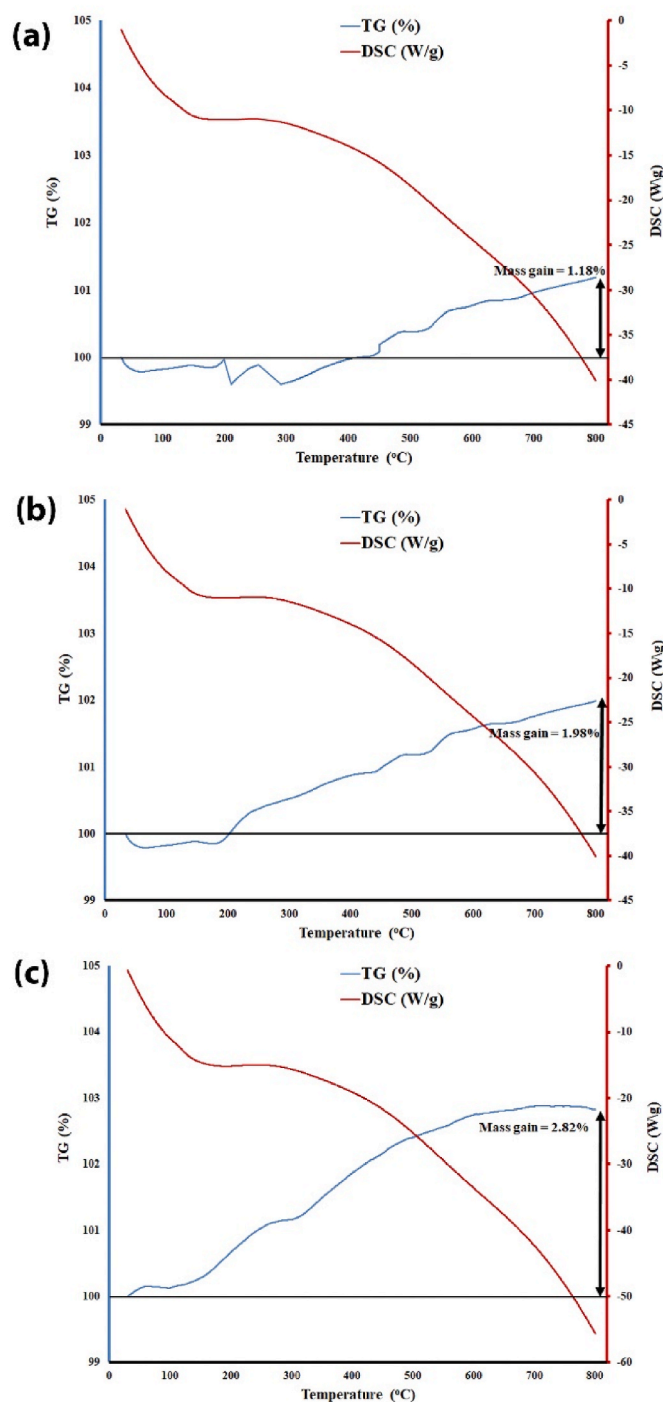 (a)
TG (%)
DSC (W/g)
105
104
103
102
101
100
99
TG (%)
0
-5
-10
-15
-20
-25
-30
-35
-40
-45
DSC (W\g)
Mass gain = 1.18%
0 100 200 300 400 500 600 700 800
Temperature (°C)
(b)
TG (%)
DSC (W/g)
105
104
103
102
101
100
99
TG (%)
0
-5
-10
-15
-20
-25
-30
-35
-40
-45
DSC (W\g)
Mass gain = 1.98%
0 100 200 300 400 500 600 700 800
Temperature (°C)
(c)
TG (%)
DSC (W/g)
105
104
103
102
101
100
99
TG (%)
0
-10
-20
-30
-40
-50
-60
DSC (W\g)
Mass gain = 2.82%
0 100 200 300 400 500 600 700 800
Temperature (°C)